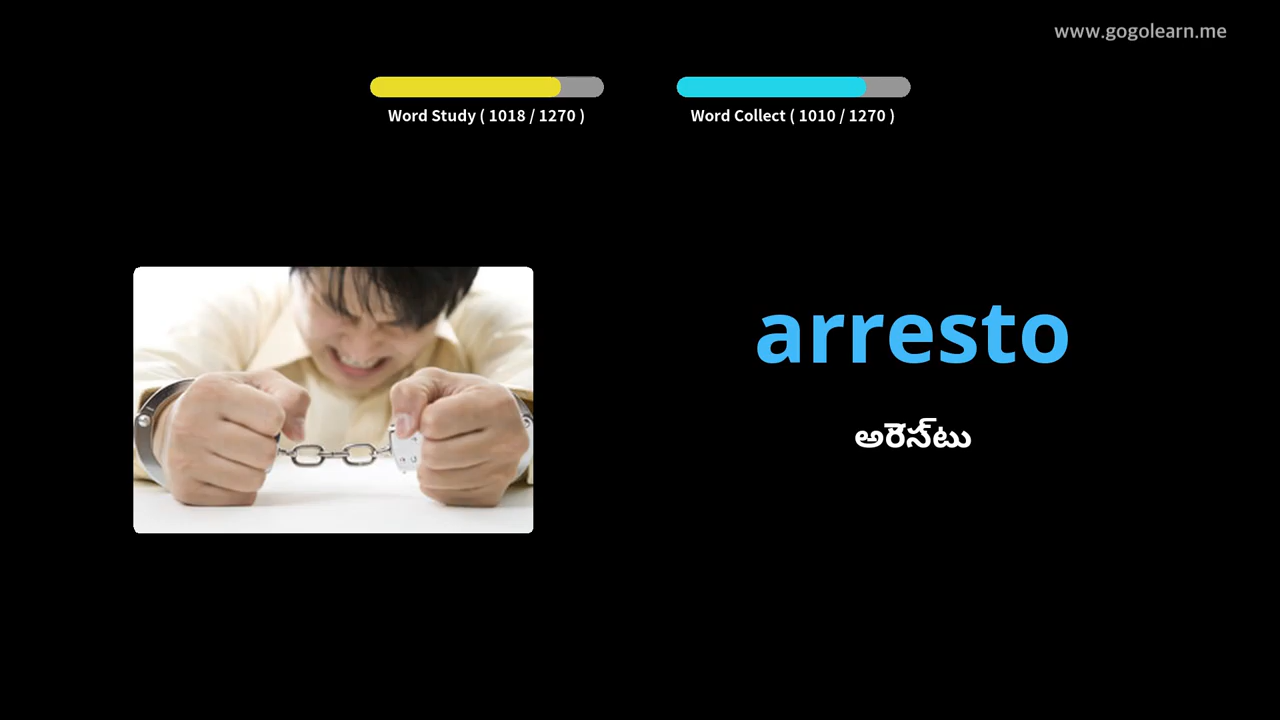 www.gogolearn.me
Word Study ( 1018 / 1270 )
Word Collect ( 1010 / 1270 )
arresto
అరెస్‌టు